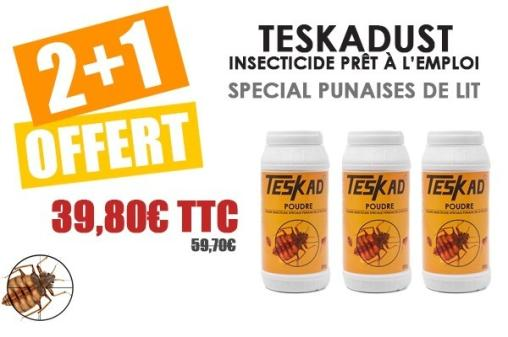 2+1
OFFERT
39,80€ TTC
59,70€
TESKADUST
INSECTICIDE PRÊT À L'EMPLOI
SPECIAL PUNAISES DE LIT
TESKAD
POUDRE
TESKAD
POUDRE
TESKAD
POUDRE